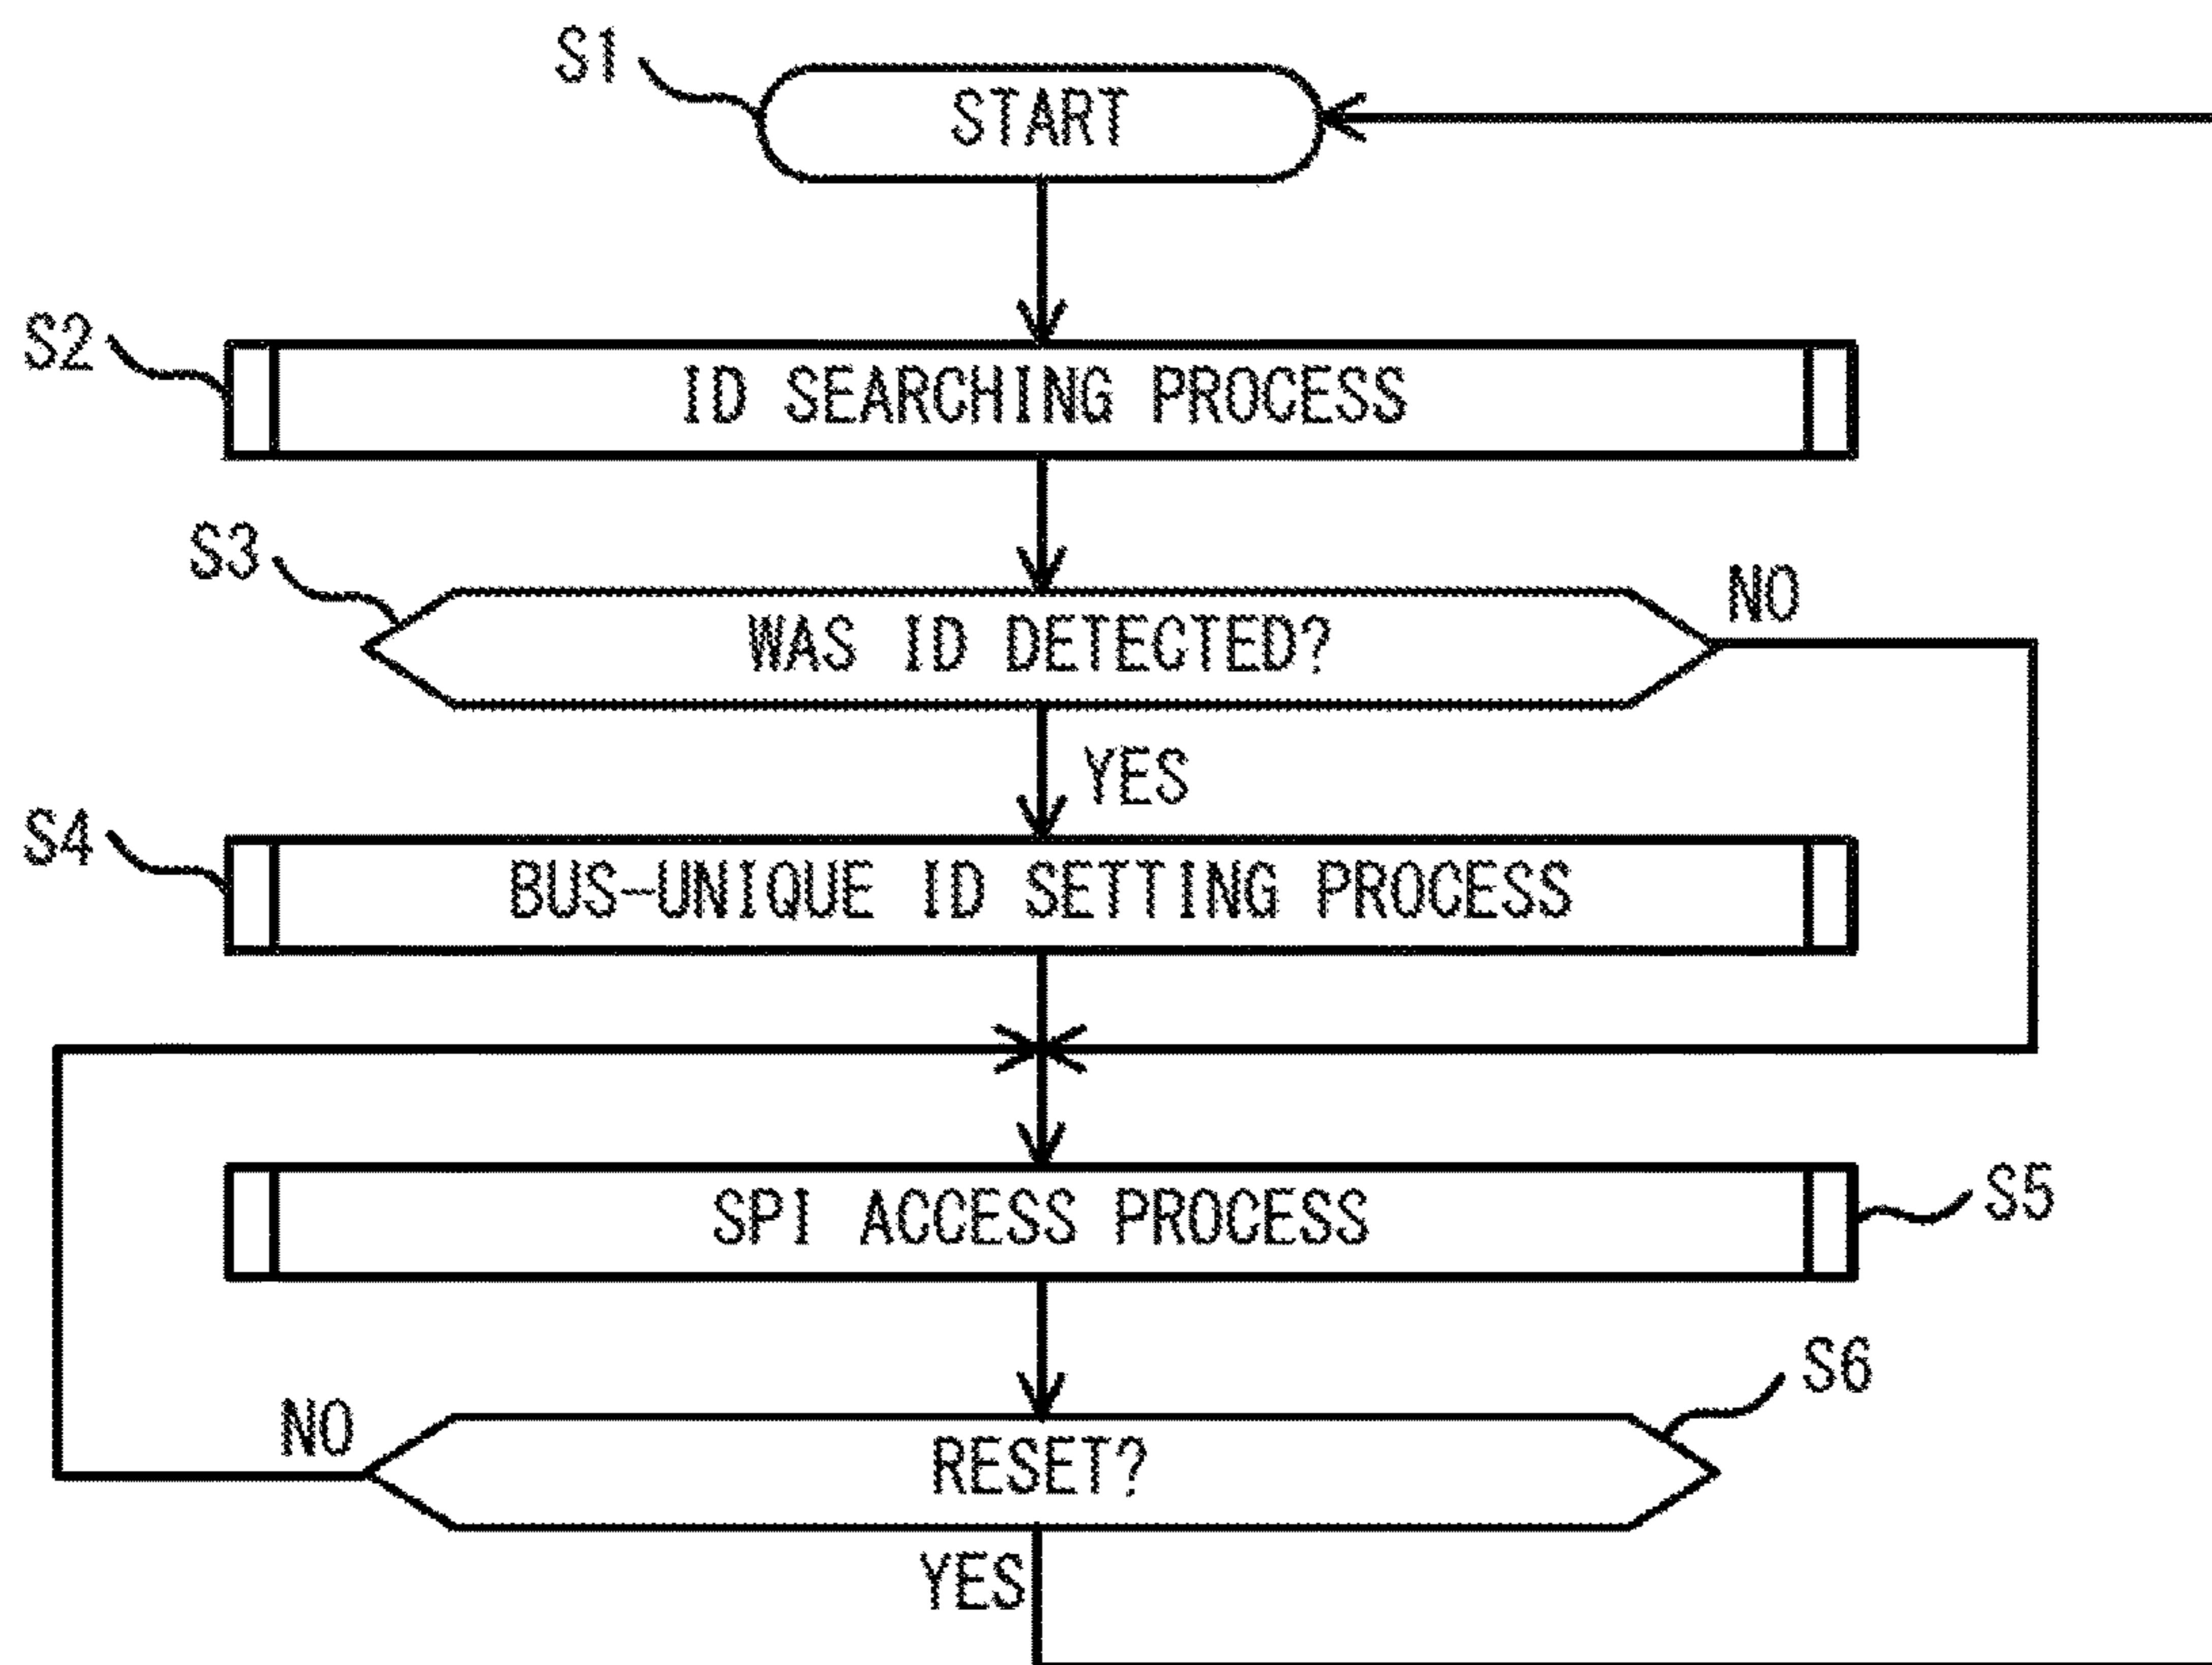 S1
START
S2
ID SEARCHING PROCESS
S3
WAS ID DETECTED?
NO
YES
S4
BUS-UNIQUE ID SETTING PROCESS
SPI ACCESS PROCESS
S5
S6
NO
RESET?
YES